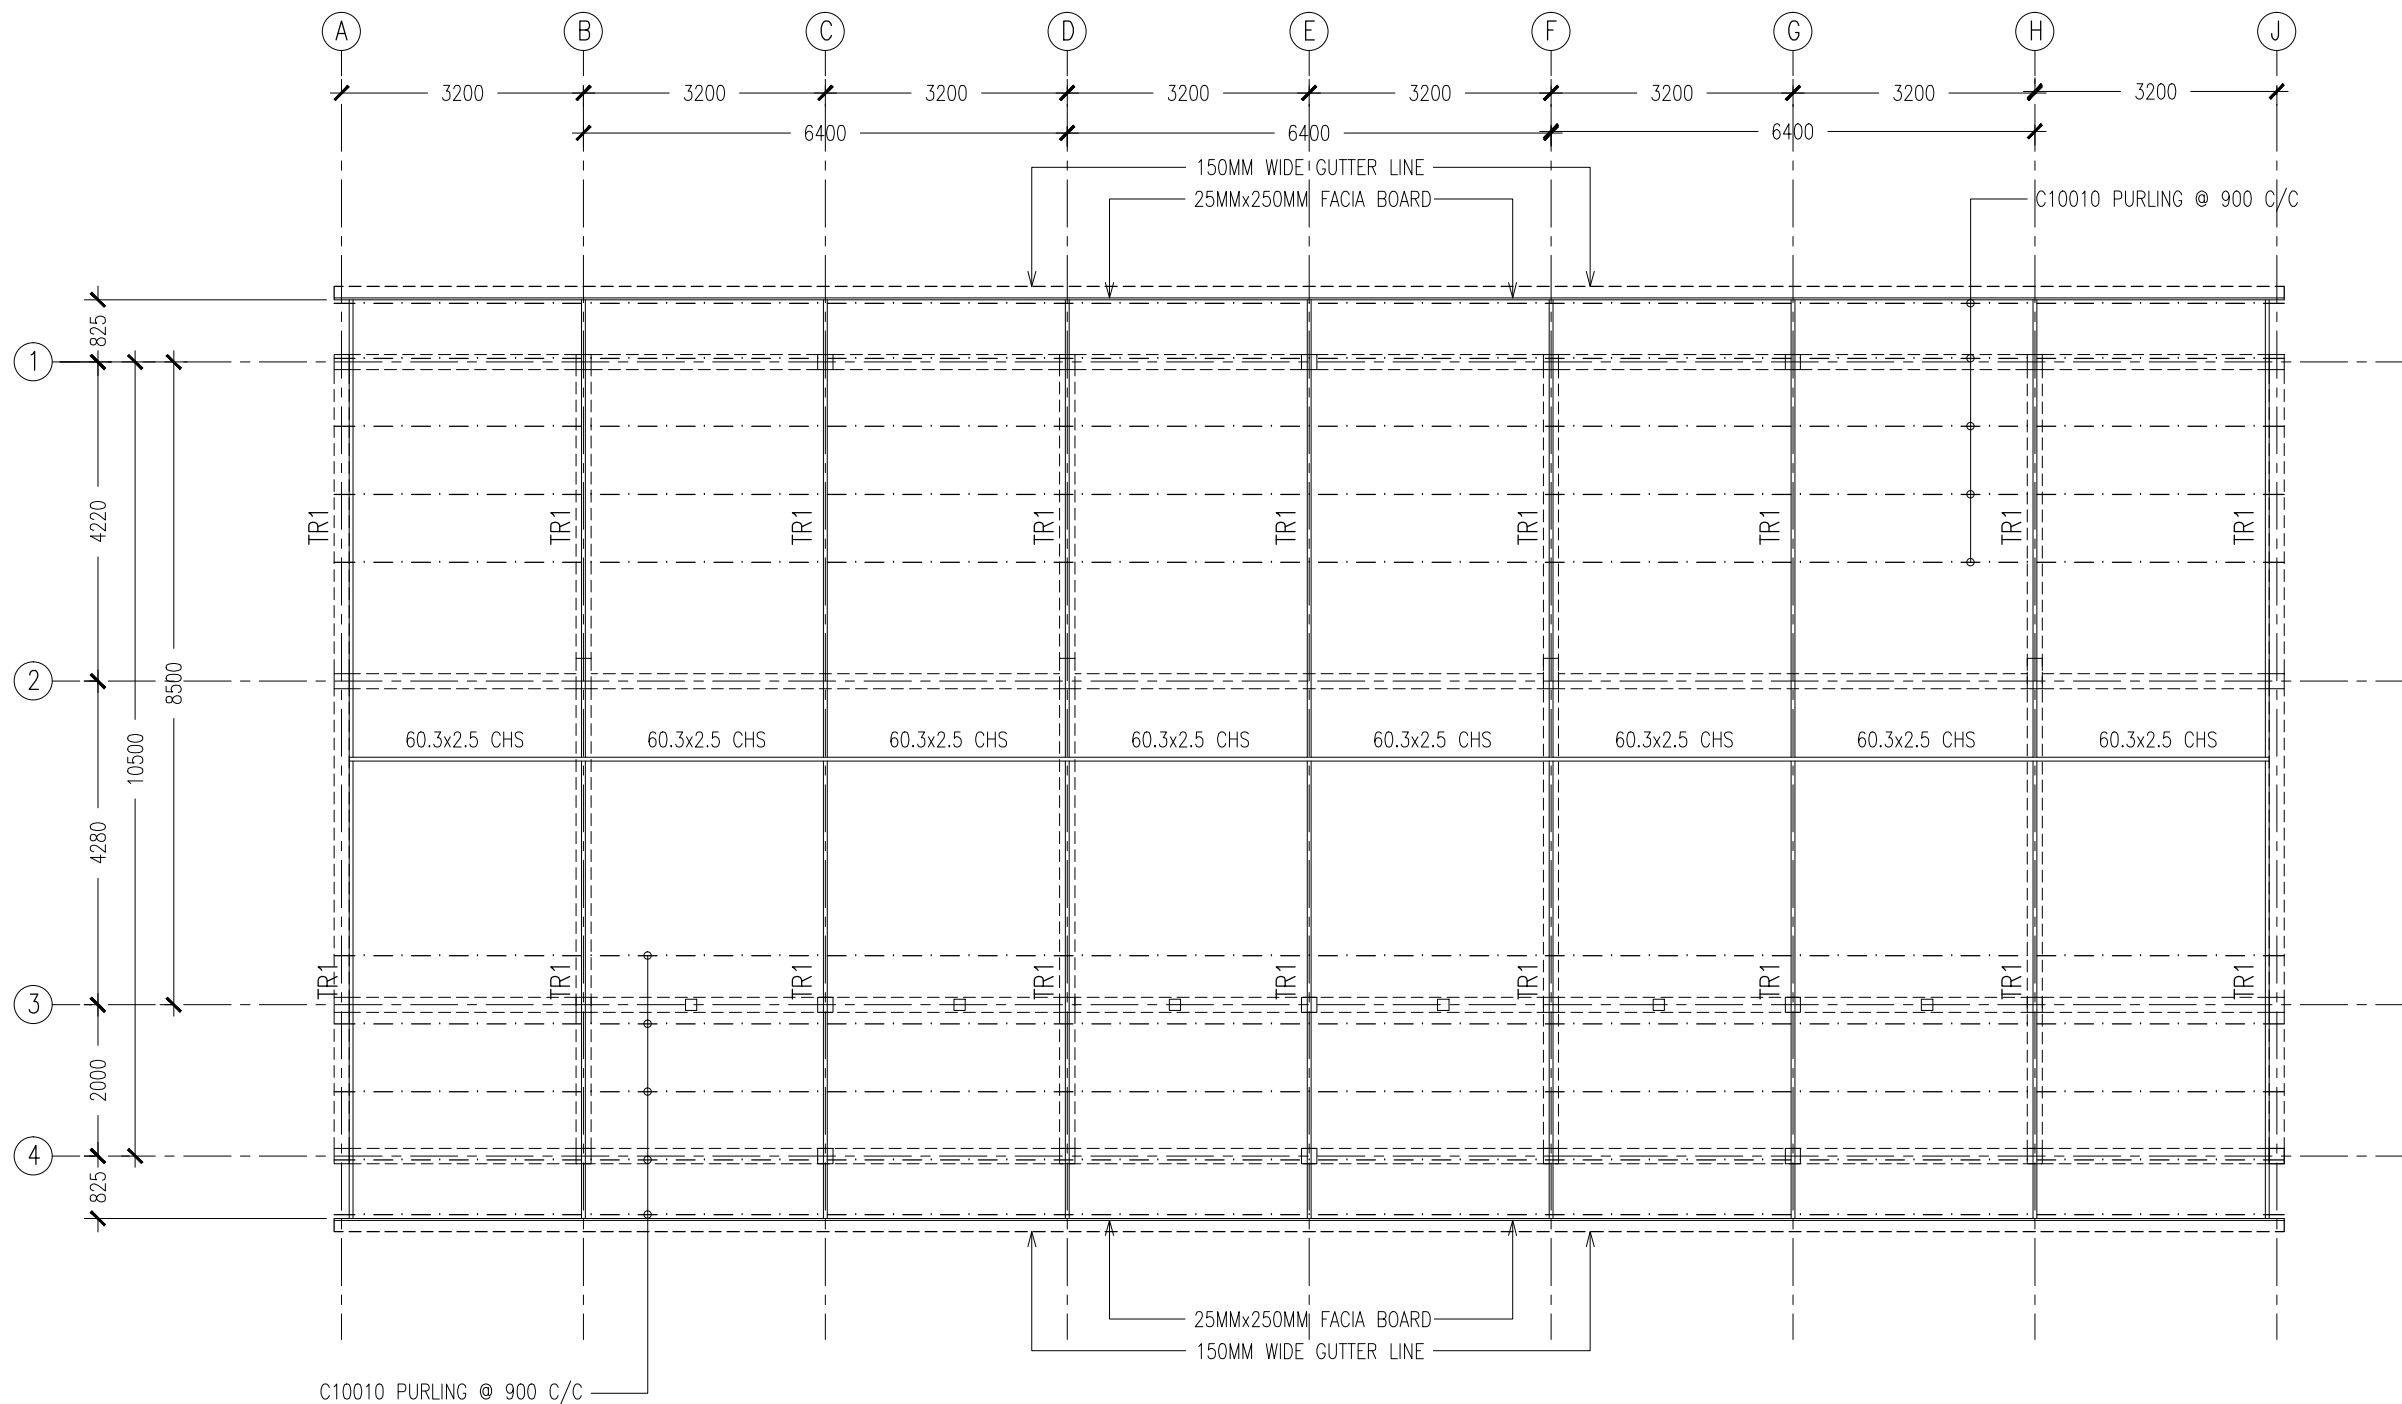 A B C D E F G H J
3200 3200 3200 3200 3200 3200 3200 3200
6400 6400 6400
150MM WIDE GUTTER LINE
25MMx250MM FACIA BOARD
C10010 PURLING @ 900 C/C
825
1
4220
TR1 TR1 TR1 TR1 TR1 TR1 TR1 TR1 TR1
8500
2
10500
60.3x2.5 CHS 60.3x2.5 CHS 60.3x2.5 CHS 60.3x2.5 CHS 60.3x2.5 CHS 60.3x2.5 CHS 60.3x2.5 CHS 60.3x2.5 CHS
4280
TR1 TR1 TR1 TR1 TR1 TR1 TR1 TR1 TR1
3
2000
4
825
25MMx250MM FACIA BOARD
150MM WIDE GUTTER LINE
C10010 PURLING @ 900 C/C